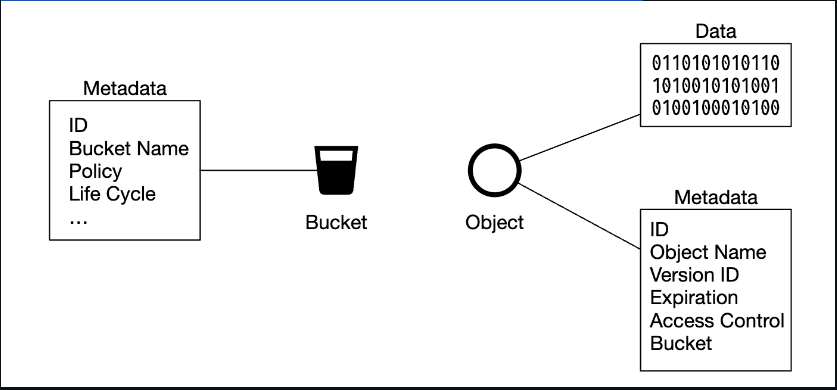 Metadata
ID
Bucket Name
Policy
Life Cycle
...
Bucket
Object
Data
0110101010110
1010010101001
0100100010100
Metadata
ID
Object Name
Version ID
Expiration
Access Control
Bucket